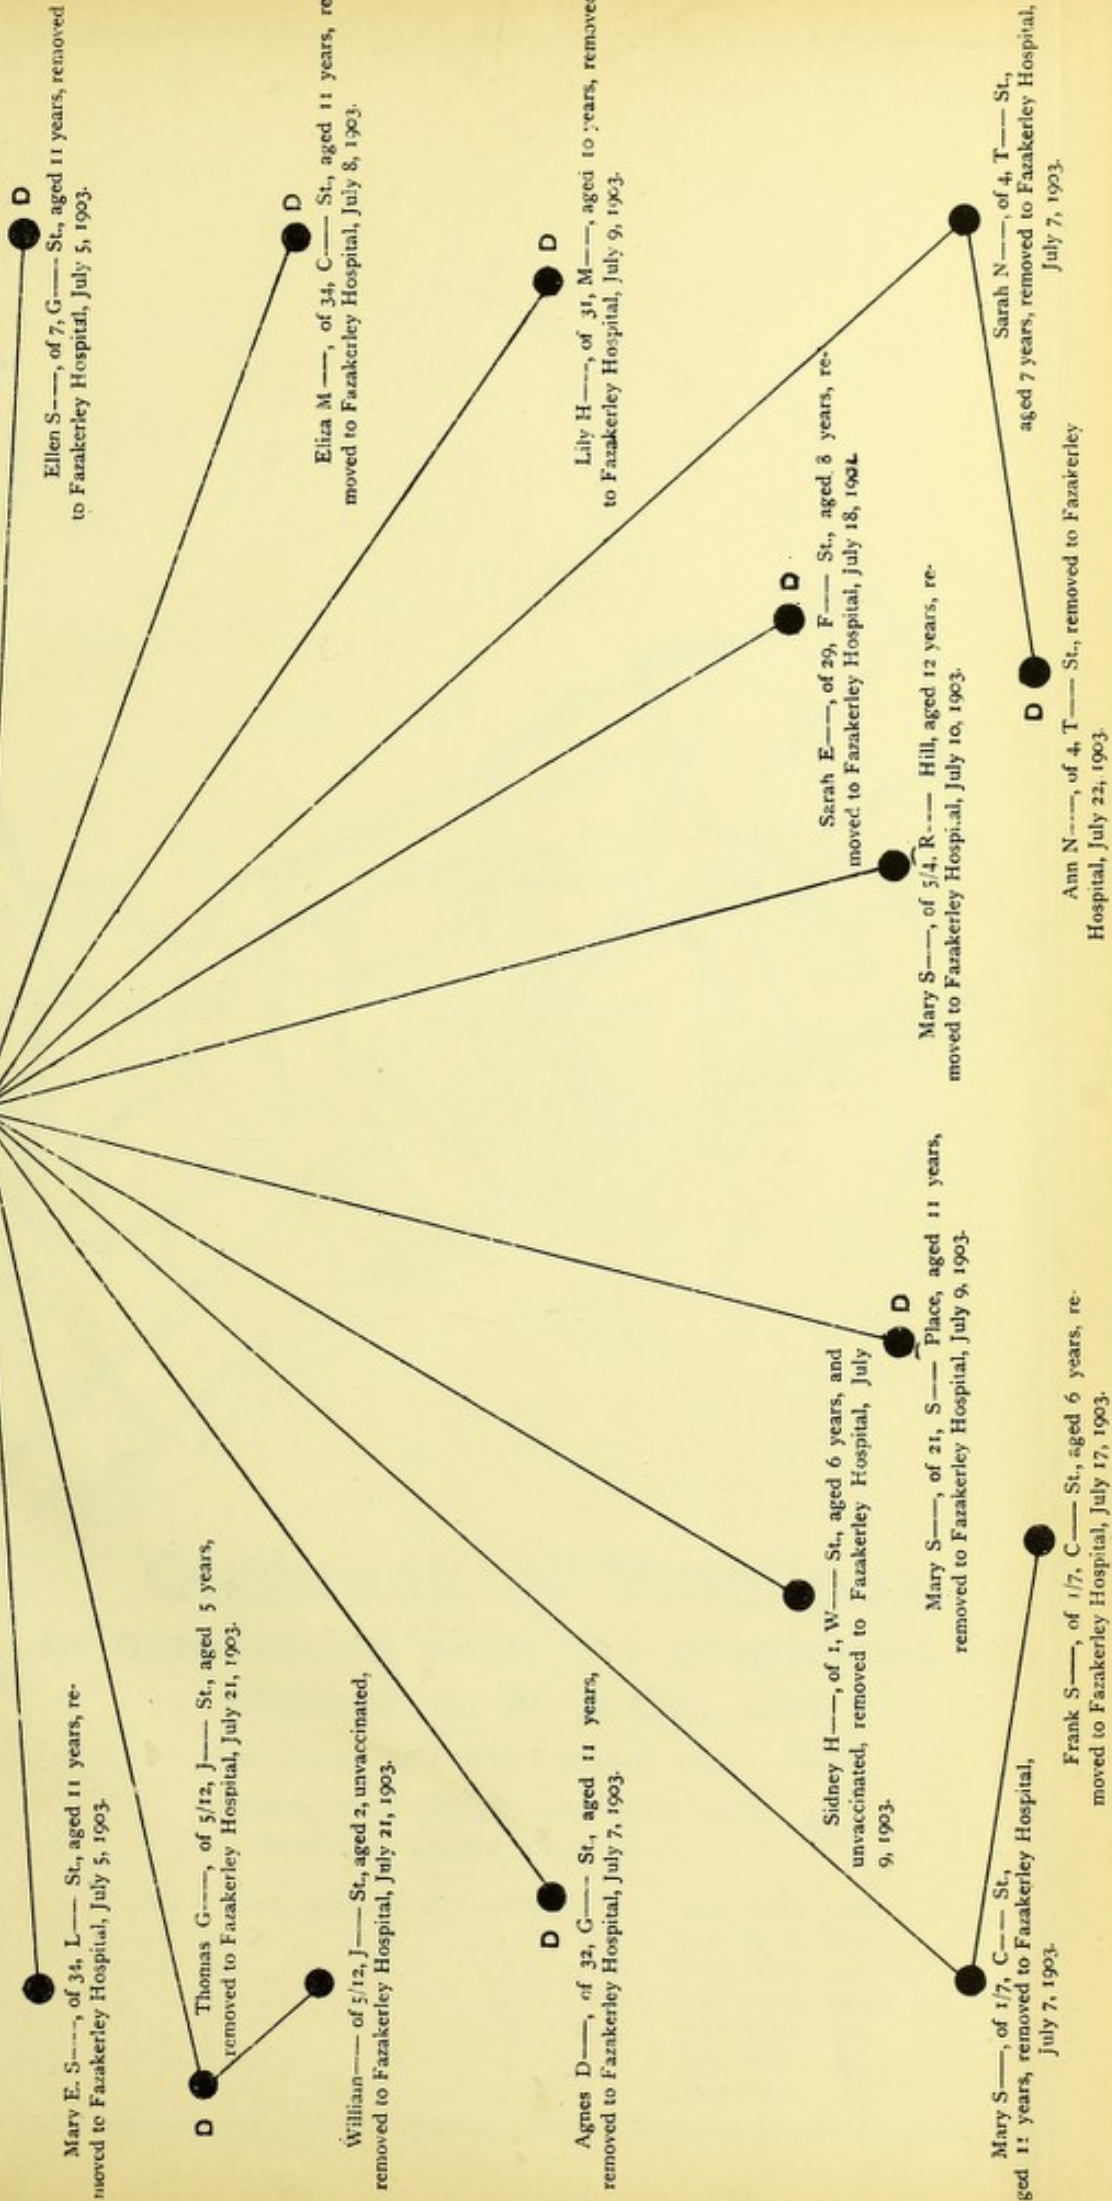 Mary E. S----, of 34, L—— St., aged 11 years, re-
moved to Fazakerley Hospital, July 5, 1903.
D
Thomas G——, of 5/12, J—— St., aged 5 years,
removed to Fazakerley Hospital, July 21, 1903.
William—— of 5/12, J—— St., aged 2, unvaccinated,
removed to Fazakerley Hospital, July 21, 1903.
D
Agnes D——, of 32, G—— St., aged 11 years,
removed to Fazakerley Hospital, July 7, 1903.
Mary S——, of 1/7, C—— St.,
ged 11 years, removed to Fazakerley Hospital,
July 7, 1903.
Sidney H——, of 1, W—— St., aged 6 years, and
unvaccinated, removed to Fazakerley Hospital, July
9, 1903.
D
Mary S——, of 21, S—— Place, aged 11 years,
removed to Fazakerley Hospital, July 9, 1903.
Frank S——, of 1/7, C—— St., aged 6 years, re-
moved to Fazakerley Hospital, July 17, 1903.
D
Ellen S——, of 7, G—— St., aged 11 years, removed
to Fazakerley Hospital, July 5, 1903.
D
Eliza M——, of 34, C—— St., aged 11 years, re
moved to Fazakerley Hospital, July 8, 1903.
D
Lily H——, of 31, M——, aged 10 years, removed
to Fazakerley Hospital, July 9, 1903.
D
Sarah E——, of 29, F—— St., aged 8 years, re-
moved to Fazakerley Hospital, July 18,
Mary S——, of 5/4, R---- Hill, aged 12 years, re-
moved to Fazakerley Hospital, July 10, 1903.
Sarah N——, of 4, T—— St.,
aged 7 years, removed to Fazakerley Hospital,
July 7, 1903.
D
Ann N——, of 4, T—— St., removed to Fazakerley
Hospital, July 22, 1903.